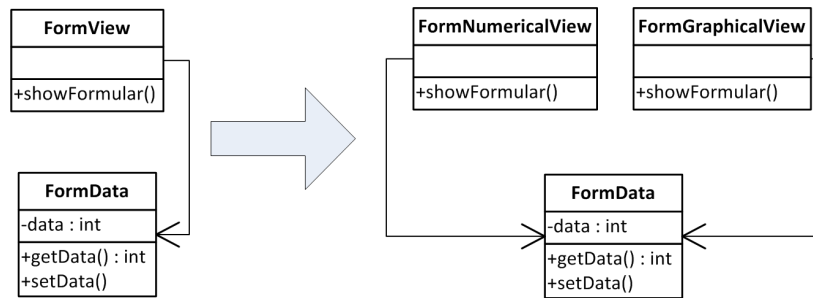 FormView
+showFormular()
FormData
-data : int
+getData() : int
+setData()
FormNumericalView
+showFormular()
FormGraphicalView
+showFormular()
FormData
-data : int
+getData() : int
+setData()